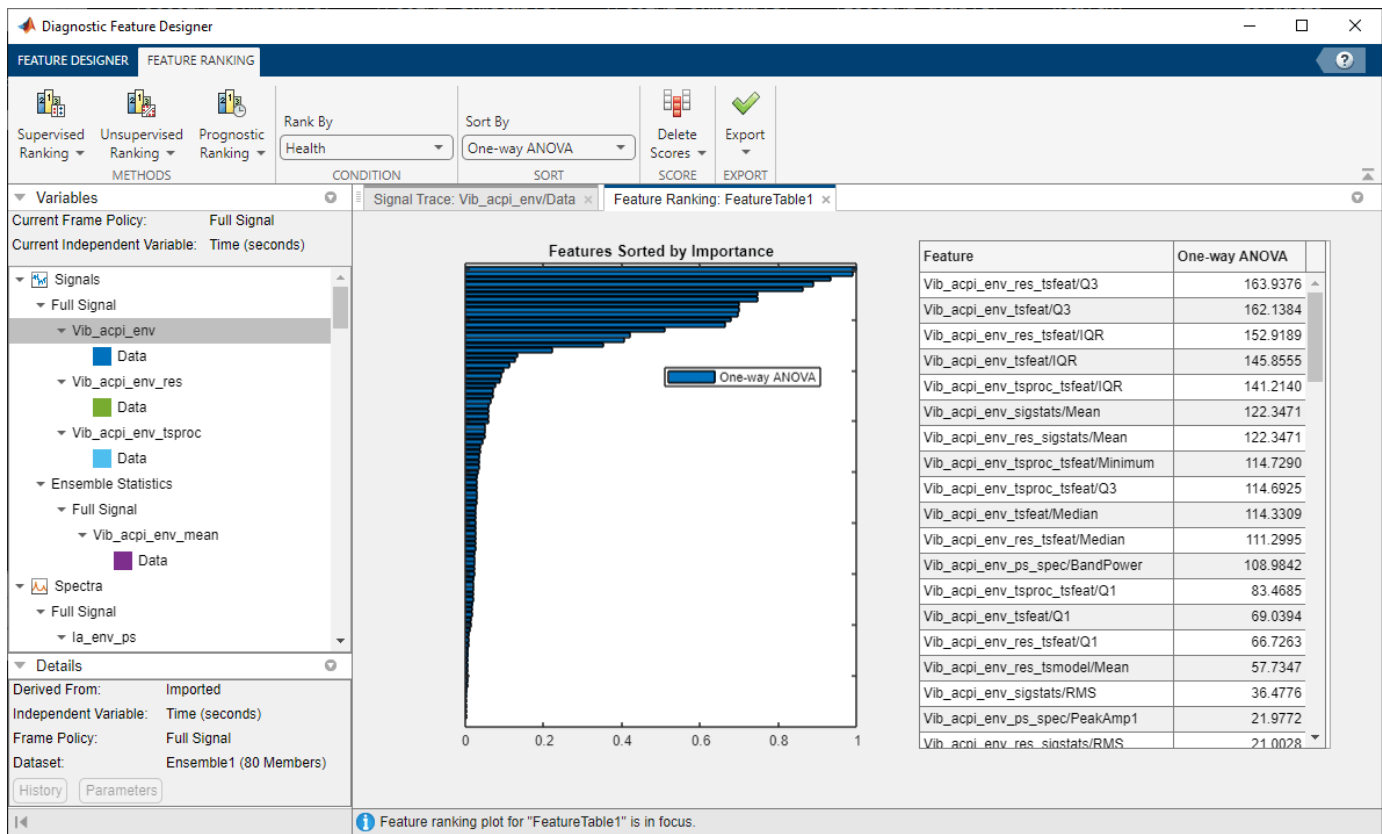 Diagnostic Feature Designer
FEATURE DESIGNER FEATURE RANKING
?
Supervised Ranking
Unsupervised Ranking
Prognostic Ranking
METHODS
Rank By
Health
CONDITION
Sort By
One-way ANOVA
SORT
Delete Scores
SCORE
Export
EXPORT
Variables
Current Frame Policy: Full Signal
Current Independent Variable: Time (seconds)
Signals
Full Signal
Vib_acpi_env
Data
Vib_acpi_env_res
Data
Vib_acpi_env_tsproc
Data
Ensemble Statistics
Full Signal
Vib_acpi_env_mean
Data
Spectra
Full Signal
Ia_env_ps
Details
Derived From: Imported
Independent Variable: Time (seconds)
Frame Policy: Full Signal
Dataset: Ensemble1 (80 Members)
History Parameters
Signal Trace: Vib_acpi_env/Data
Feature Ranking: FeatureTable1
Features Sorted by Importance
One-way ANOVA
0 0.2 0.4 0.6 0.8 1
Feature One-way ANOVA
Vib_acpi_env_res_tsfeat/Q3 163.9376
Vib_acpi_env_tsfeat/Q3 162.1384
Vib_acpi_env_res_tsfeat/IQR 152.9189
Vib_acpi_env_tsfeat/IQR 145.8555
Vib_acpi_env_tsproc_tsfeat/IQR 141.2140
Vib_acpi_env_sigstats/Mean 122.3471
Vib_acpi_env_res_sigstats/Mean 122.3471
Vib_acpi_env_tsproc_tsfeat/Minimum 114.7290
Vib_acpi_env_tsproc_tsfeat/Q3 114.6925
Vib_acpi_env_tsfeat/Median 114.3309
Vib_acpi_env_res_tsfeat/Median 111.2995
Vib_acpi_env_ps_spec/BandPower 108.9842
Vib_acpi_env_tsproc_tsfeat/Q1 83.4685
Vib_acpi_env_tsfeat/Q1 69.0394
Vib_acpi_env_res_tsfeat/Q1 66.7263
Vib_acpi_env_res_tsmodel/Mean 57.7347
Vib_acpi_env_sigstats/RMS 36.4776
Vib_acpi_env_ps_spec/PeakAmp1 21.9772
Vib_acpi_env_res_sigstats/RMS 21.0028
Feature ranking plot for "FeatureTable1" is in focus.